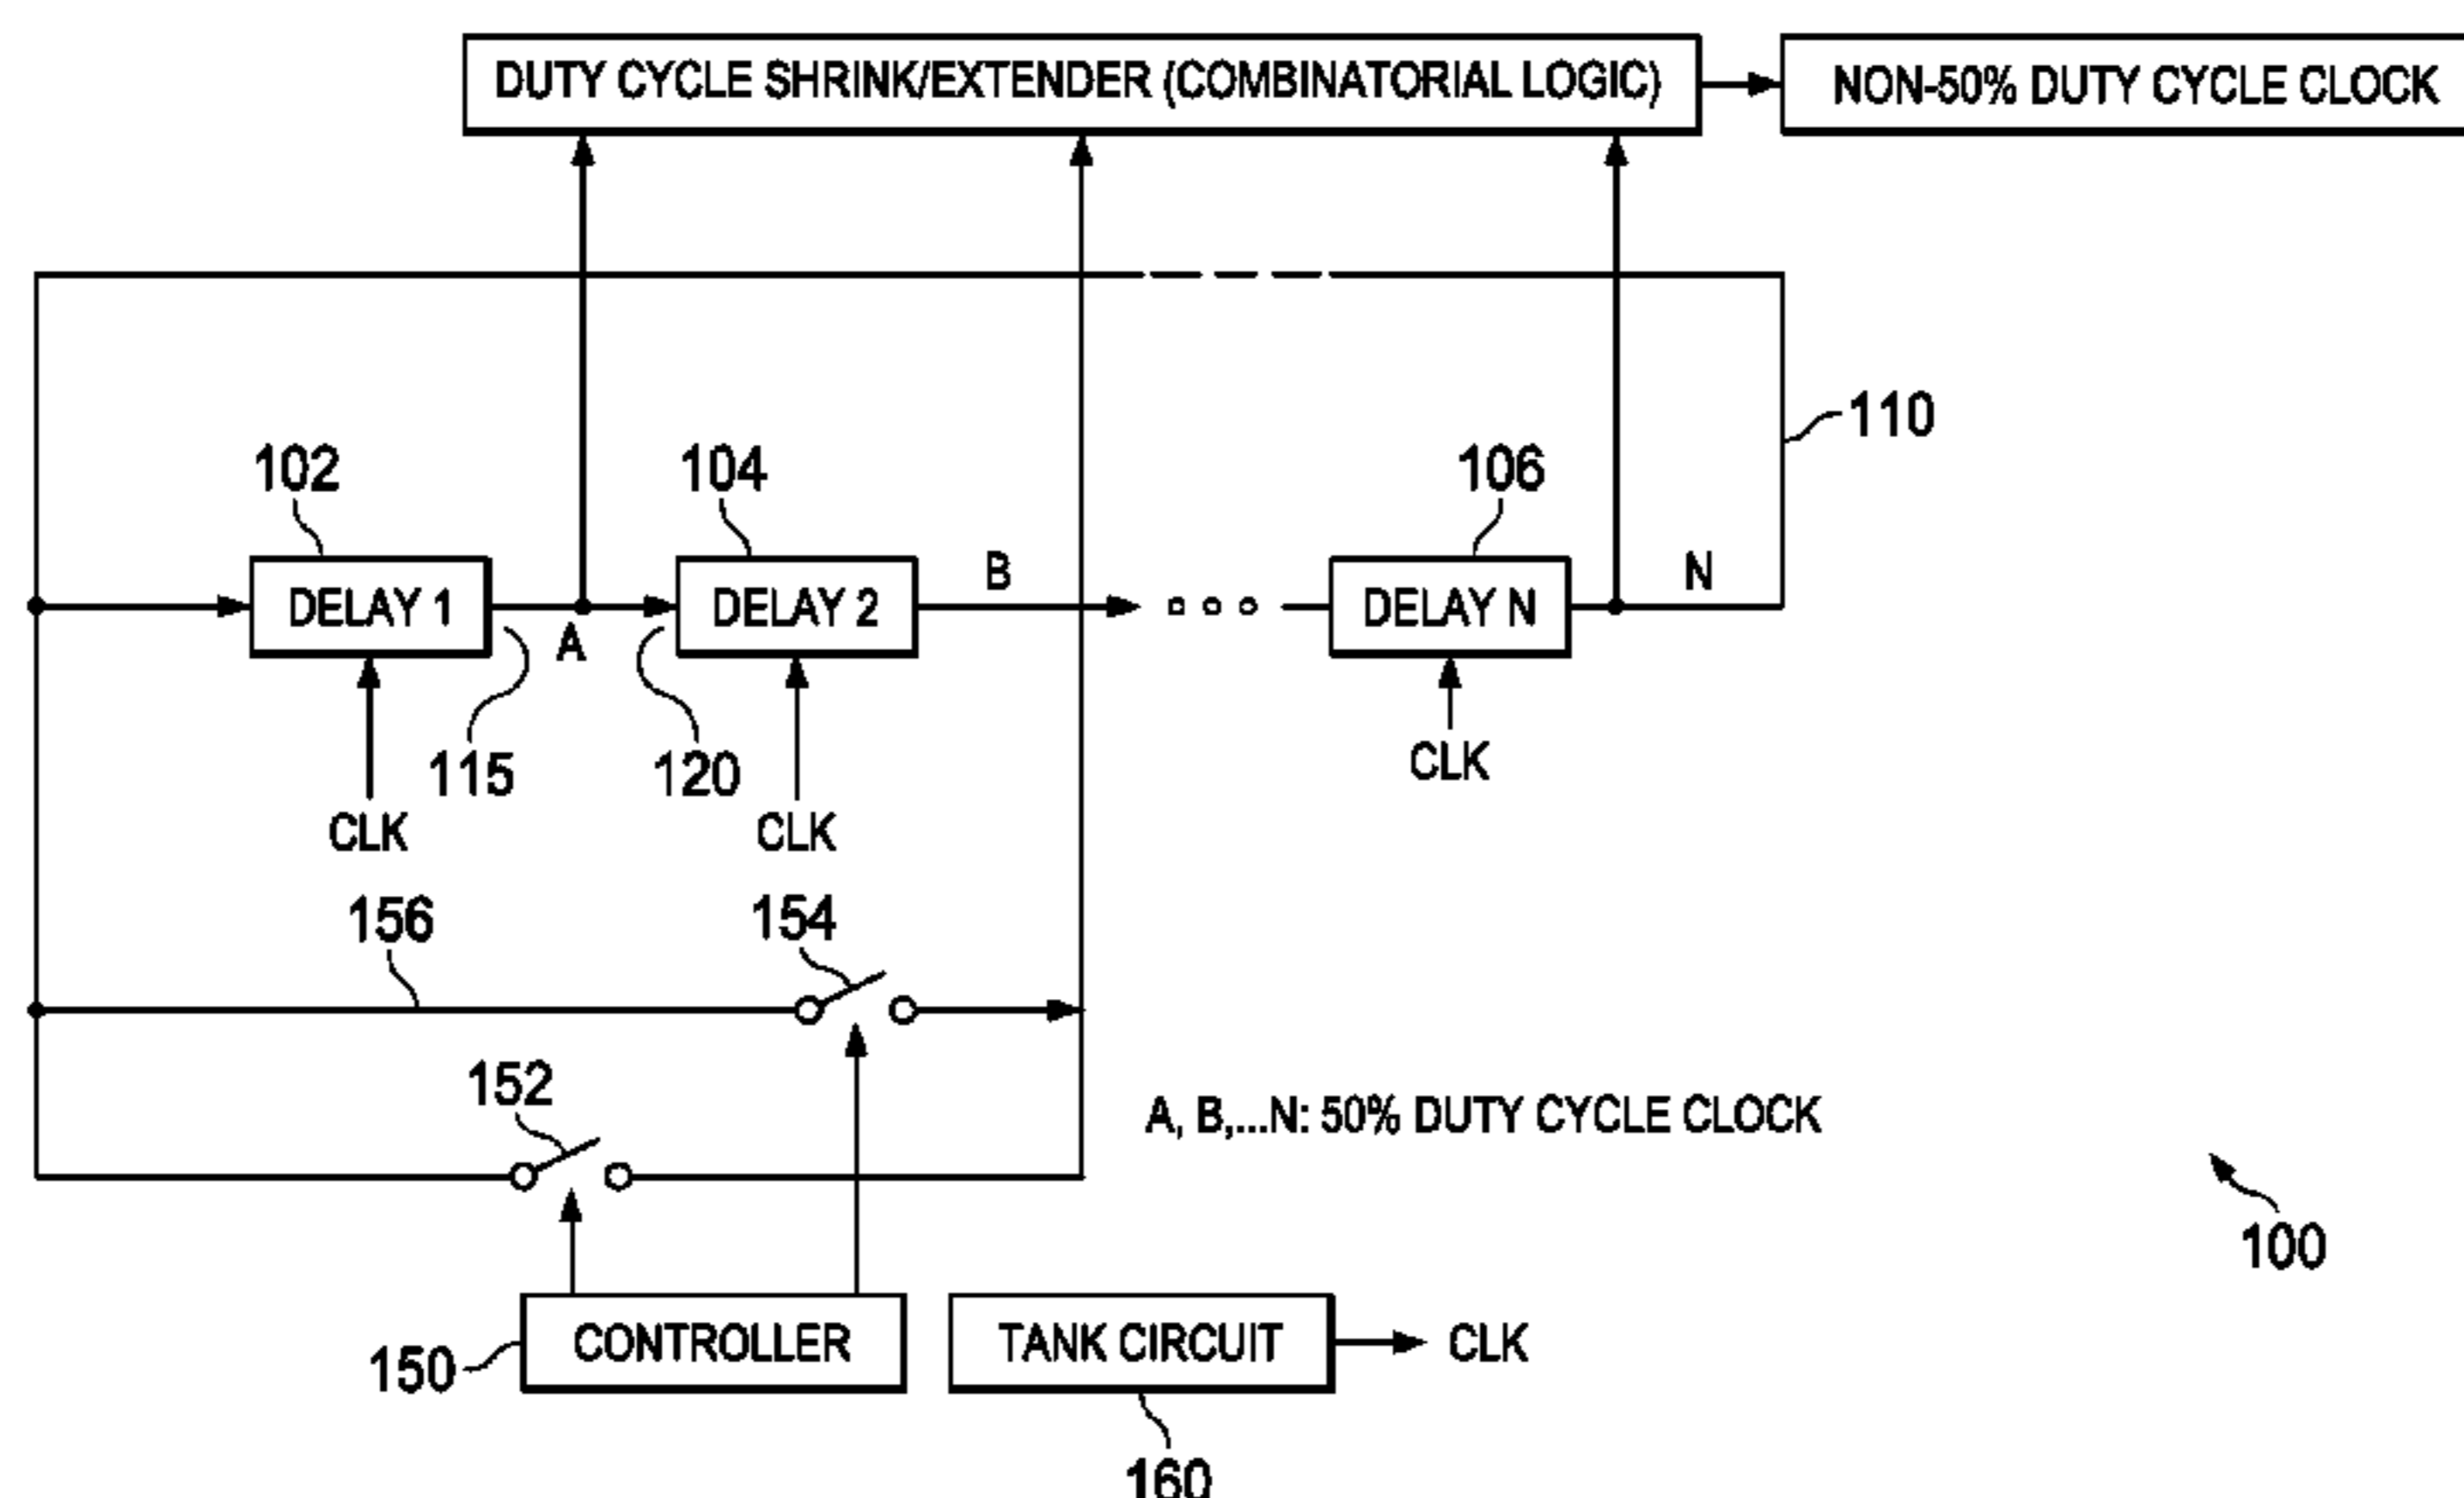 DUTY CYCLE SHRINK/EXTENDER (COMBINATORIAL LOGIC)
NON-50% DUTY CYCLE CLOCK
110
102
104
106
B
N
DELAY 1
DELAY 2
DELAY N
A
115
120
CLK
CLK
CLK
156
154
152
A, B,...N: 50% DUTY CYCLE CLOCK
100
CONTROLLER
TANK CIRCUIT
CLK
150
160